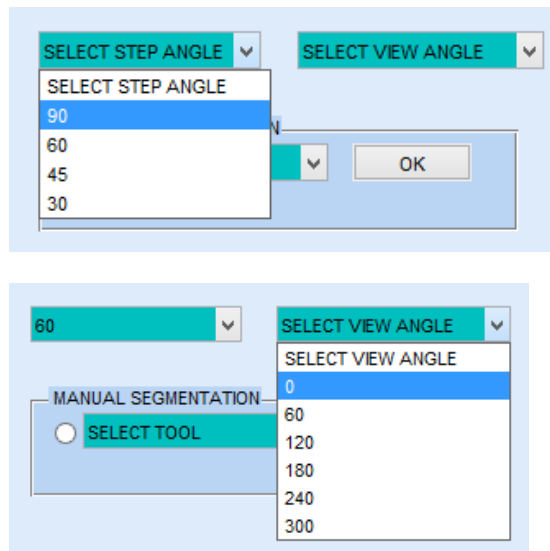 SELECT STEP ANGLE SELECT VIEW ANGLE
SELECT STEP ANGLE
90
60
45
30
N
OK
60 SELECT VIEW ANGLE
SELECT VIEW ANGLE
0
60
120
180
240
300
MANUAL SEGMENTATION
SELECT TOOL